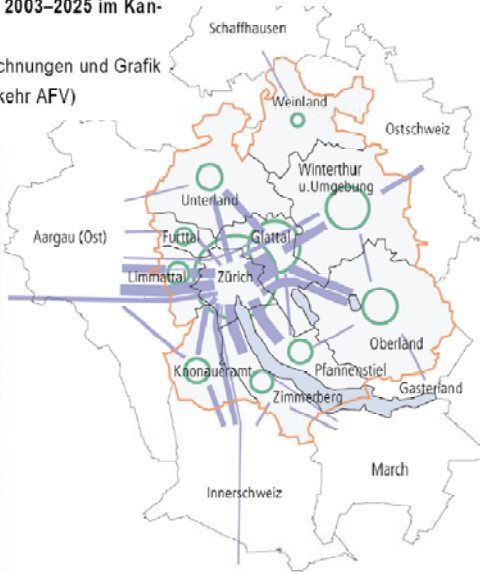 2003–2025 im Kan-
Schaffhausen
chnungen und Grafik
kehr AFV)
Weinland
Ostschweiz
Winterthur
u.Umgebung
Unterland
Aargau (Ost)
Furttal
Glattal
Limmattal
Zürich
Oberland
Knonaueramt
Pfannenstiel
Gasterland
Zimmerberg
March
Innerschweiz